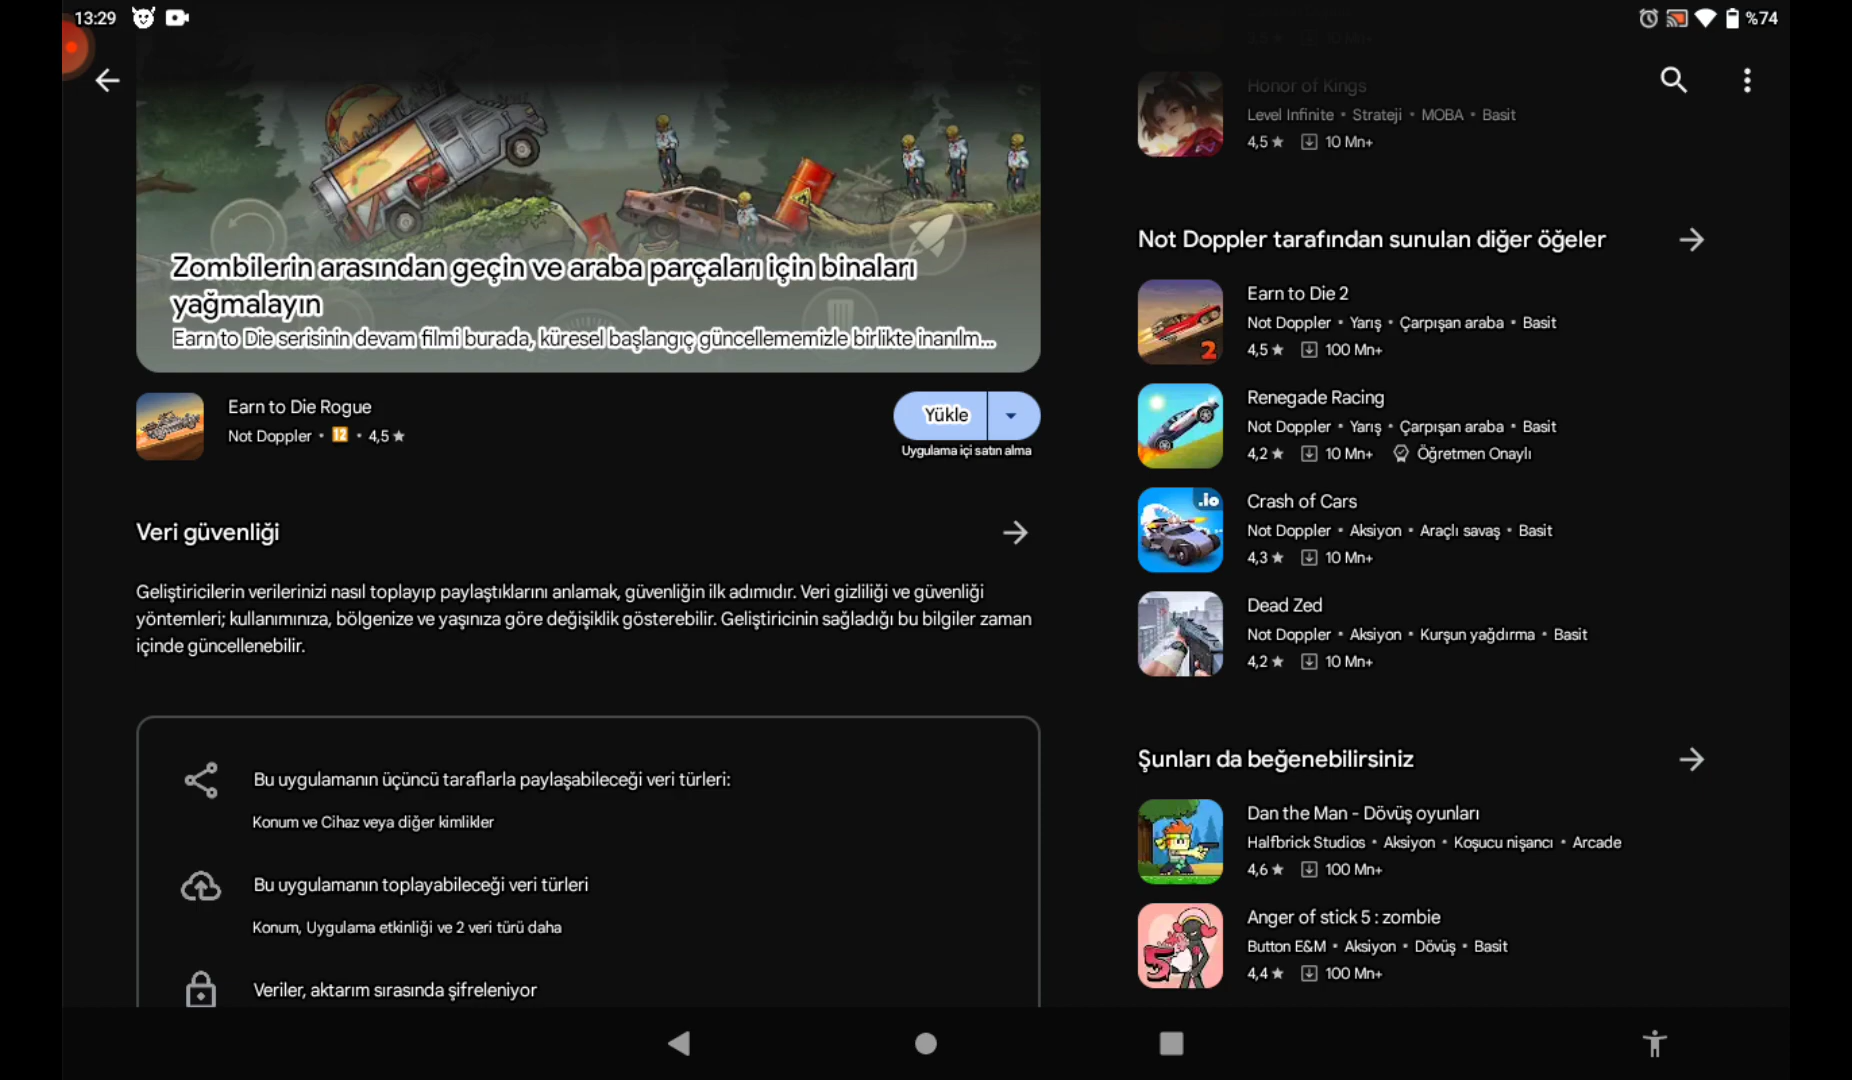 13:29
%74
Zombilerin arasından geçin ve araba parçaları için binaları
yağmalayın
Earn to Die serisinin devam filmi burada, küresel başlangıç güncellememizle birlikte inanılm...
Earn to Die Rogue
Not Doppler • 12 • 4,5 ★
Yükle
Uygulama içi satın alma
Veri güvenliği
Geliştiricilerin verilerinizi nasıl toplayıp paylaştıklarını anlamak, güvenliğin ilk adımıdır. Veri gizliliği ve güvenliği
yöntemleri; kullanımınıza, bölgenize ve yaşınıza göre değişiklik gösterebilir. Geliştiricinin sağladığı bu bilgiler zaman
içinde güncellenebilir.
Bu uygulamanın üçüncü taraflarla paylaşabileceği veri türleri:
Konum ve Cihaz veya diğer kimlikler
Bu uygulamanın toplayabileceği veri türleri
Konum, Uygulama etkinliği ve 2 veri türü daha
Veriler, aktarım sırasında şifreleniyor
Honor of Kings
Level Infinite • Strateji • MOBA • Basit
4,5 ★ 10 Mn+
Not Doppler tarafından sunulan diğer öğeler
2
Earn to Die 2
Not Doppler • Yarış • Çarpışan araba • Basit
4,5 ★ 100 Mn+
Renegade Racing
Not Doppler • Yarış • Çarpışan araba • Basit
4,2 ★ 10 Mn+ Öğretmen Onaylı
.io
Crash of Cars
Not Doppler • Aksiyon • Araçlı savaş • Basit
4,3 ★ 10 Mn+
Dead Zed
Not Doppler • Aksiyon • Kurşun yağdırma • Basit
4,2 ★ 10 Mn+
Şunları da beğenebilirsiniz
Dan the Man - Dövüş oyunları
Halfbrick Studios • Aksiyon • Koşucu nişancı • Arcade
4,6 ★ 100 Mn+
5
Anger of stick 5 : zombie
Button E&M • Aksiyon • Dövüş • Basit
4,4 ★ 100 Mn+